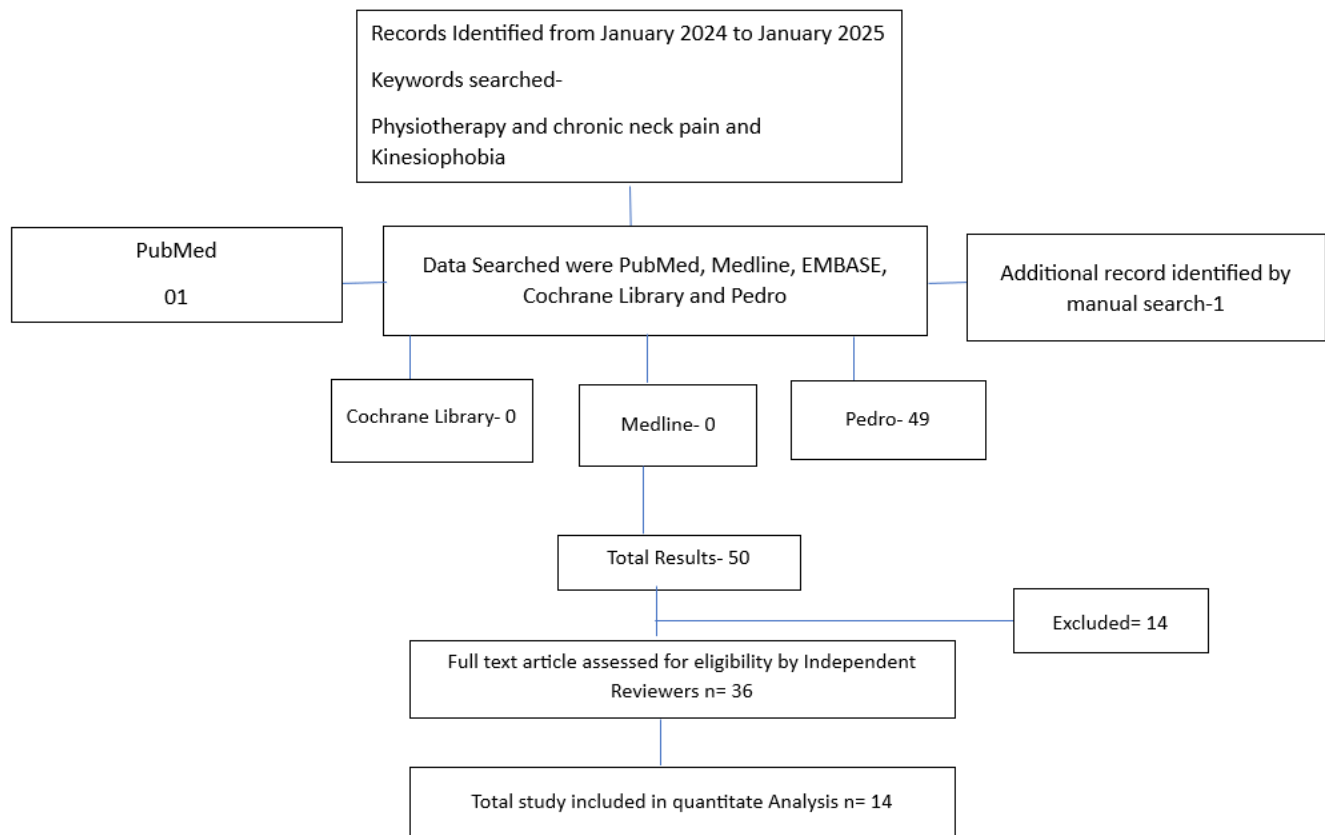 Records Identified from January 2024 to January 2025
Keywords searched-
Physiotherapy and chronic neck pain and
Kinesiophobia
PubMed
01
Data Searched were PubMed, Medline, EMBASE,
Cochrane Library and Pedro
Additional record identified by
manual search-1
Cochrane Library- 0
Medline- 0
Pedro- 49
Total Results- 50
Excluded= 14
Full text article assessed for eligibility by Independent
Reviewers n= 36
Total study included in quantitate Analysis n= 14